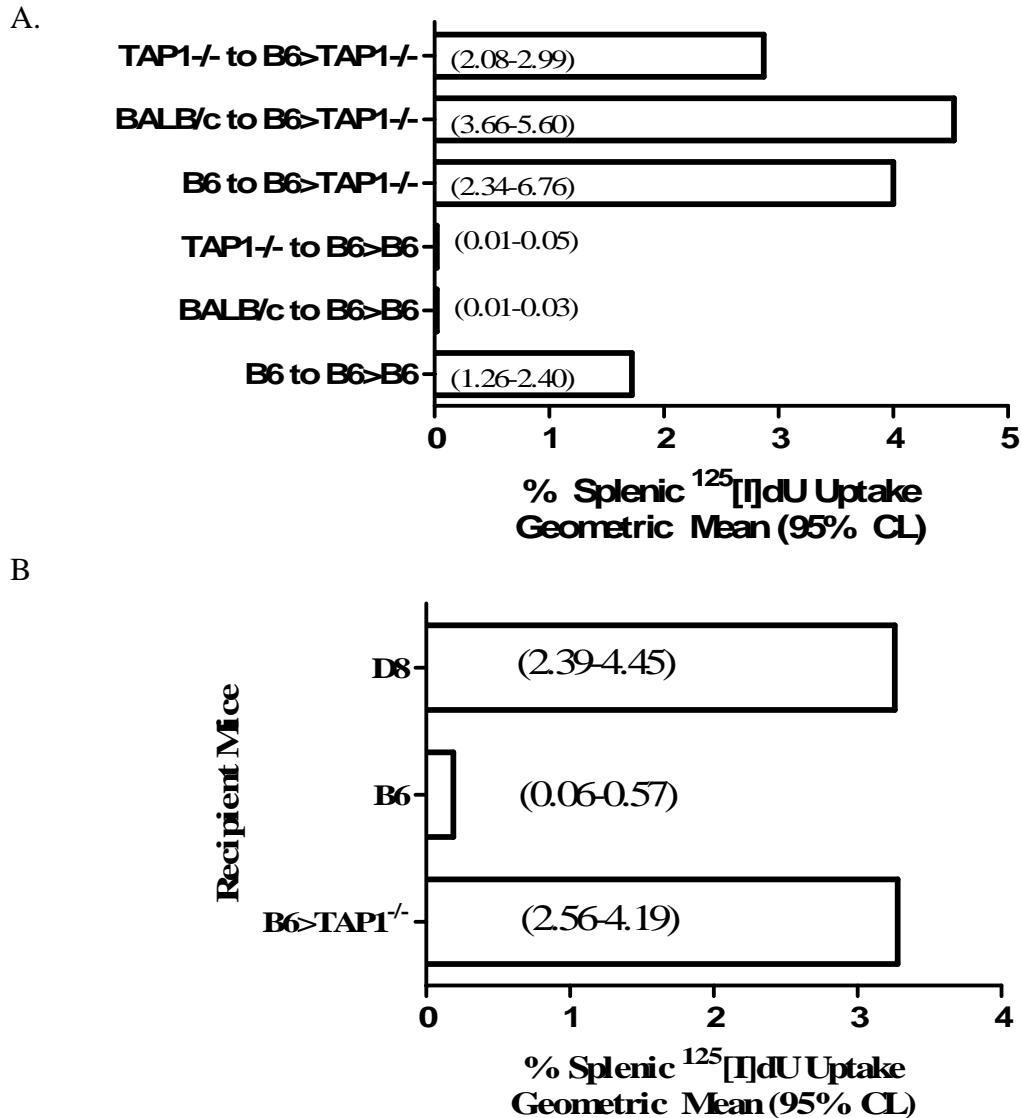 A.
TAP1-/- to B6>TAP1-/-
(2.08-2.99)
BALB/c to B6>TAP1-/-
(3.66-5.60)
B6 to B6>TAP1-/-
(2.34-6.76)
TAP1-/- to B6>B6
(0.01-0.05)
BALB/c to B6>B6
(0.01-0.03)
B6 to B6>B6
(1.26-2.40)
0 1 2 3 4 5
% Splenic ¹²⁵[I]dU Uptake
Geometric Mean (95% CL)
B
Recipient Mice
D8
(2.39-4.45)
B6
(0.06-0.57)
B6>TAP1⁻/⁻
(2.56-4.19)
0 1 2 3 4
% Splenic ¹²⁵[I]dU Uptake
Geometric Mean (95% CL)